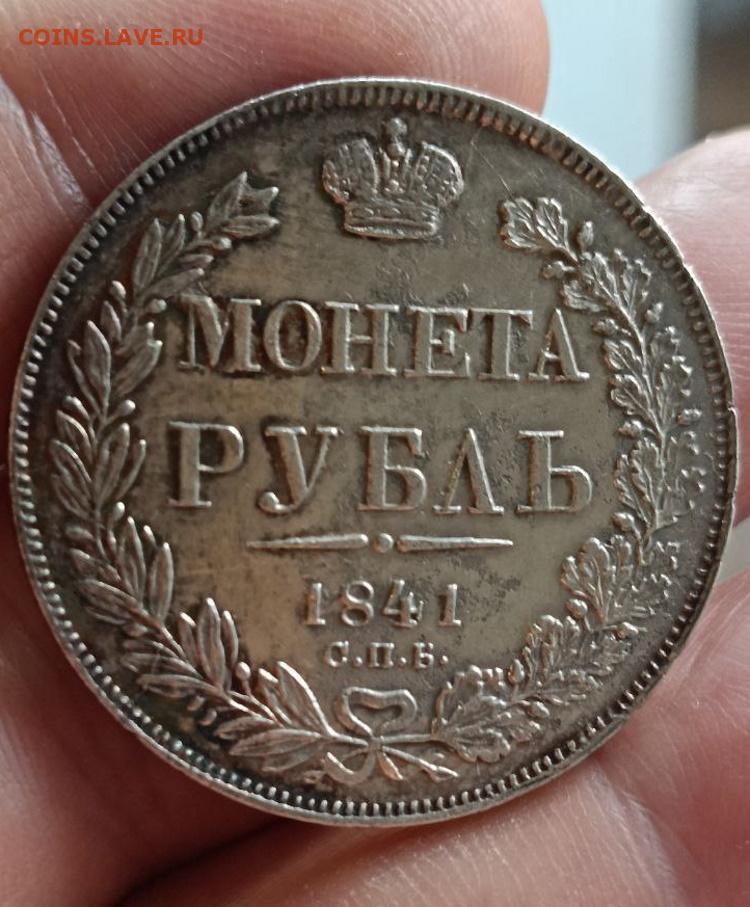 COINS.LAVE.RU
МОНЕТА
РУБЛЬ
1841
С.П.Б.